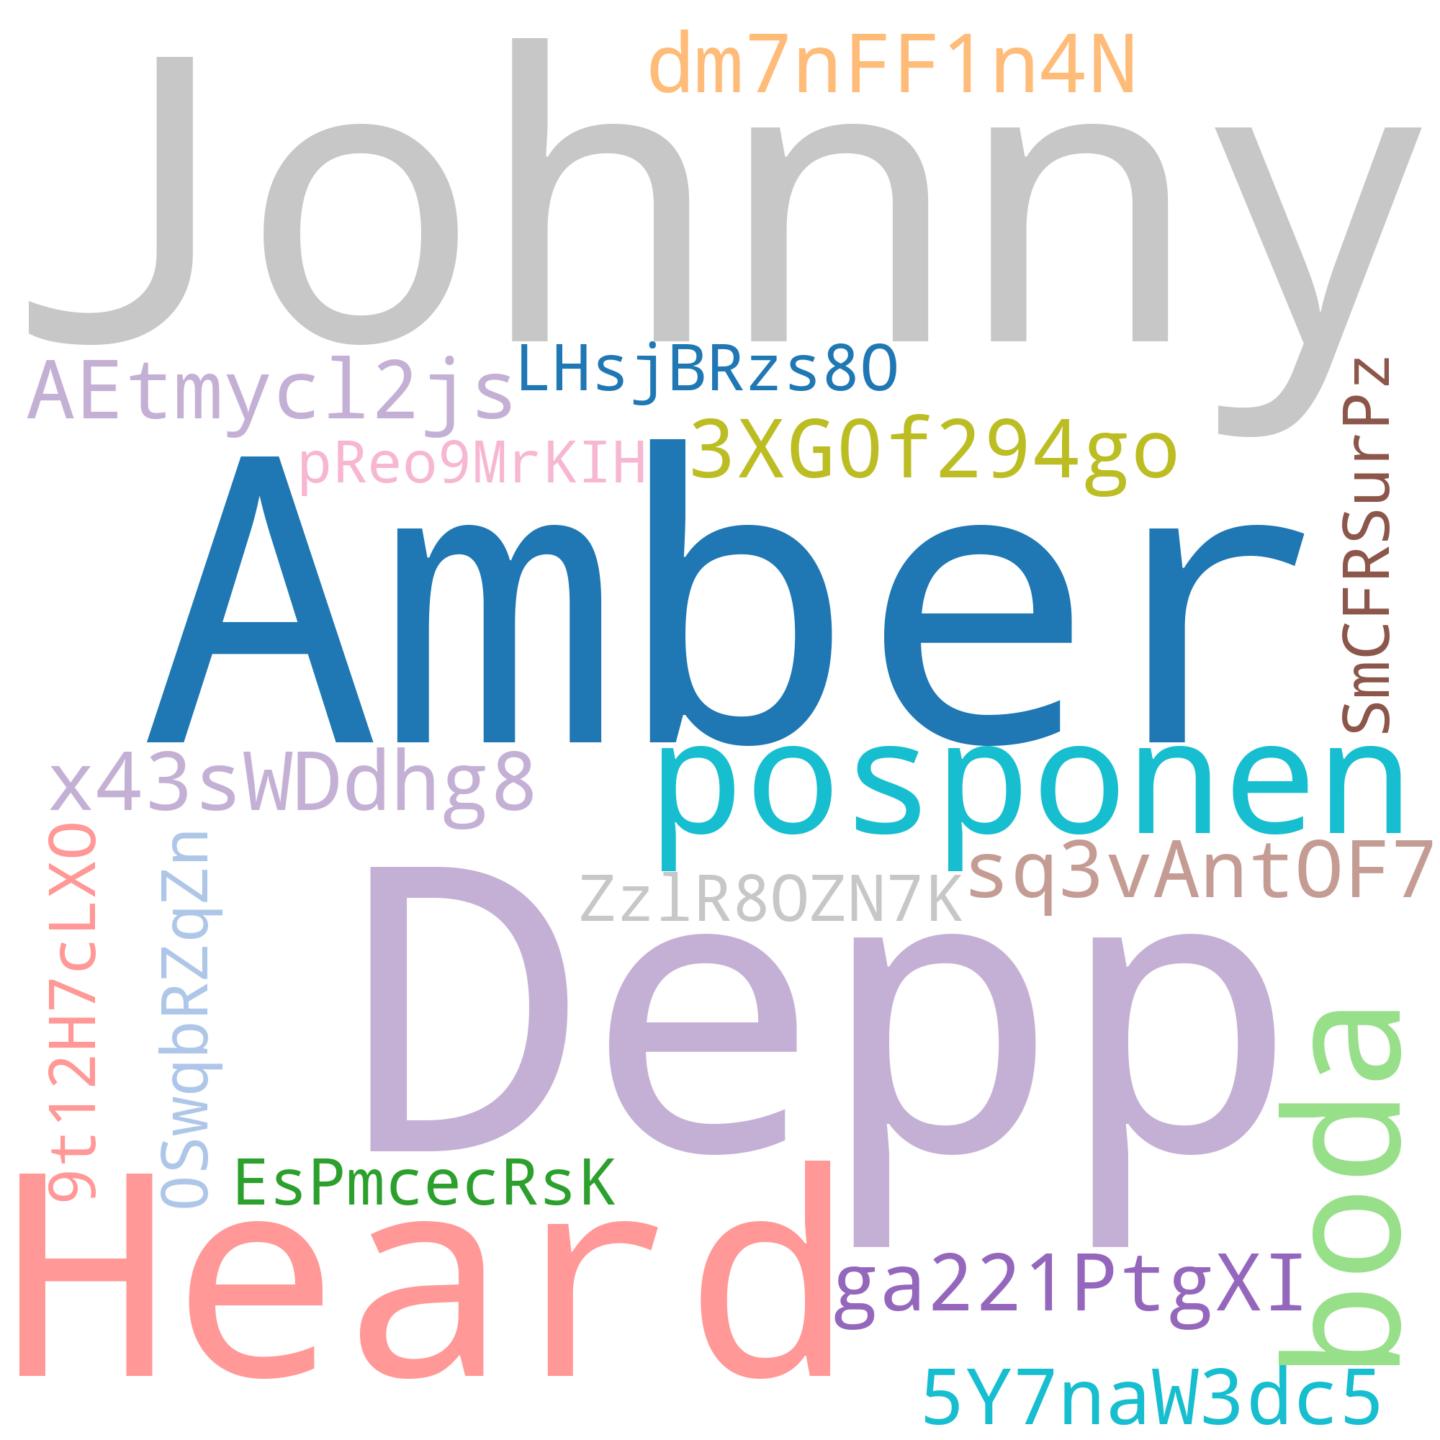 dm7nFF1n4N
Johnny
AEtmycl2js
LHsjBRzs8O
SmCFRSurPz
pReo9MrKIH
3XG0f294go
Amber
x43sWDdhg8
posponen
9t12H7cLXO
OSwqbRZqZn
sq3vAntOF7
ZzlR8OZN7K
Depp
boda
EsPmcecRsK
Heard
ga221PtgXI
5Y7naW3dc5